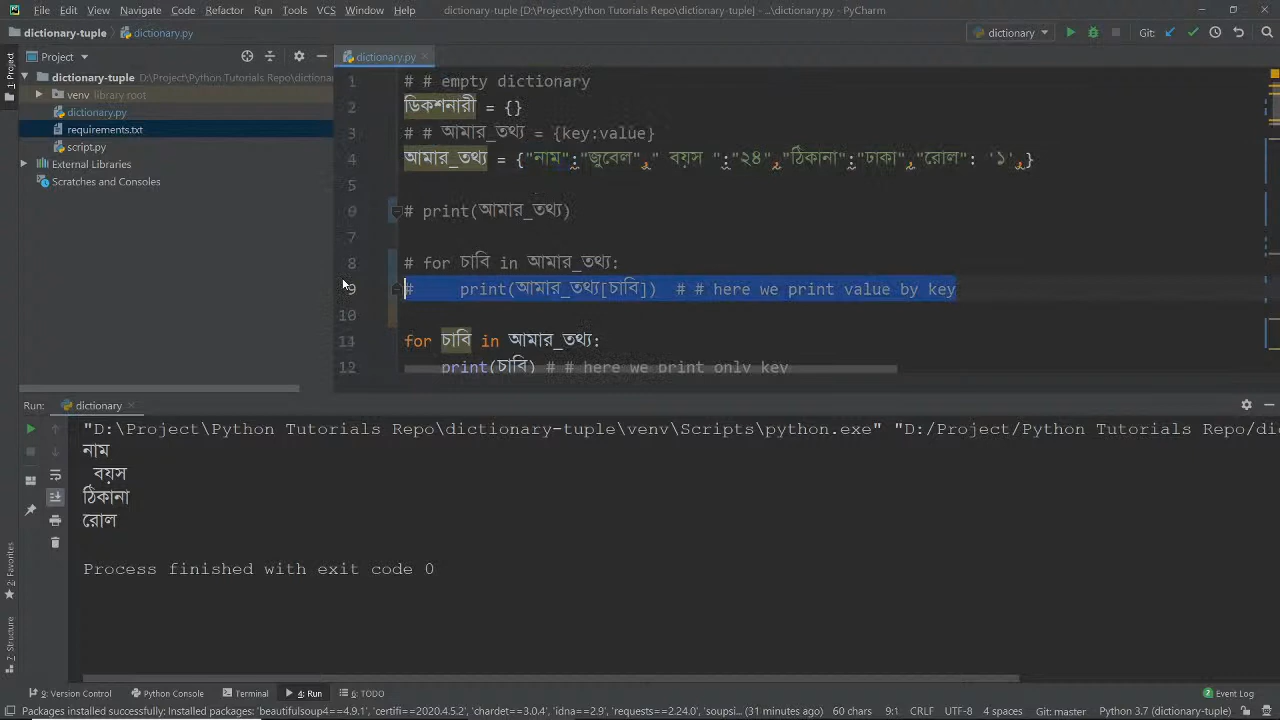 File Edit View Navigate Code Refactor Run Tools VCS Window Help dictionary-tuple [D:\Project\Python Tutorials Repo\dictionary-tuple] - ...\dictionary.py - PyCharm
dictionary-tuple dictionary.py dictionary Git:
Project dictionary.py
dictionary-tuple D:\Project\Python Tutorials Repo\dictionar
venv library root
dictionary.py
requirements.txt
script.py
External Libraries
Scratches and Consoles
1: Project
1 # # empty dictionary
2 ডিকশনারী = {}
3 # # আমার_তথ্য = {key:value}
4 আমার_তথ্য = {"নাম":"জুবেল"," বয়স ":"২৪","ঠিকানা":"ঢাকা","রোল": '১',}
5
6 # print(আমার_তথ্য)
7
8 # for চাবি in আমার_তথ্য:
9 #     print(আমার_তথ্য[চাবি])  # # here we print value by key
10
11 for চাবি in আমার_তথ্য:
12     print(চাবি) # # here we print only key
Run: dictionary
"D:\Project\Python Tutorials Repo\dictionary-tuple\venv\Scripts\python.exe" "D:/Project/Python Tutorials Repo/dic
নাম
 বয়স
ঠিকানা
রোল
Process finished with exit code 0
2: Favorites
7: Structure
9: Version Control Python Console Terminal 4: Run 6: TODO Event Log
Packages installed successfully: Installed packages: 'beautifulsoup4==4.9.1', 'certifi==2020.4.5.2', 'chardet==3.0.4', 'idna==2.9', 'requests==2.24.0', 'soupsi... (31 minutes ago) 60 chars 9:1 CRLF UTF-8 4 spaces Git: master Python 3.7 (dictionary-tuple)